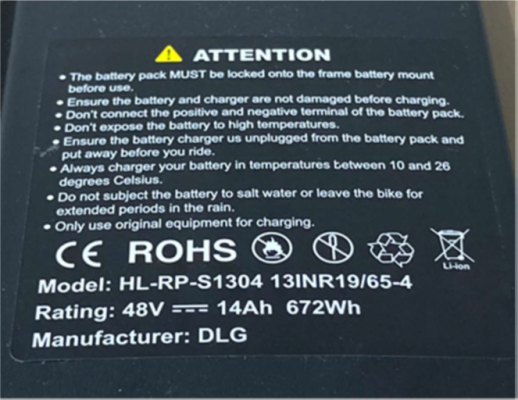 ATTENTION
• The battery pack MUST be locked onto the frame battery mount
before use.
• Ensure the battery and charger are not damaged before charging.
• Don't connect the positive and negative terminal of the battery pack.
• Don't expose the battery to high temperatures.
• Ensure the battery charger us unplugged from the battery pack and
put away before you ride.
• Always charge your battery in temperatures between 10 and 26
degrees Celsius.
• Do not subject the battery to salt water or leave the bike for
extended periods in the rain.
• Only use original equipment for charging.
CE ROHS
Li-ion
Model: HL-RP-S1304 13INR19/65-4
Rating: 48V 14Ah 672Wh
Manufacturer: DLG